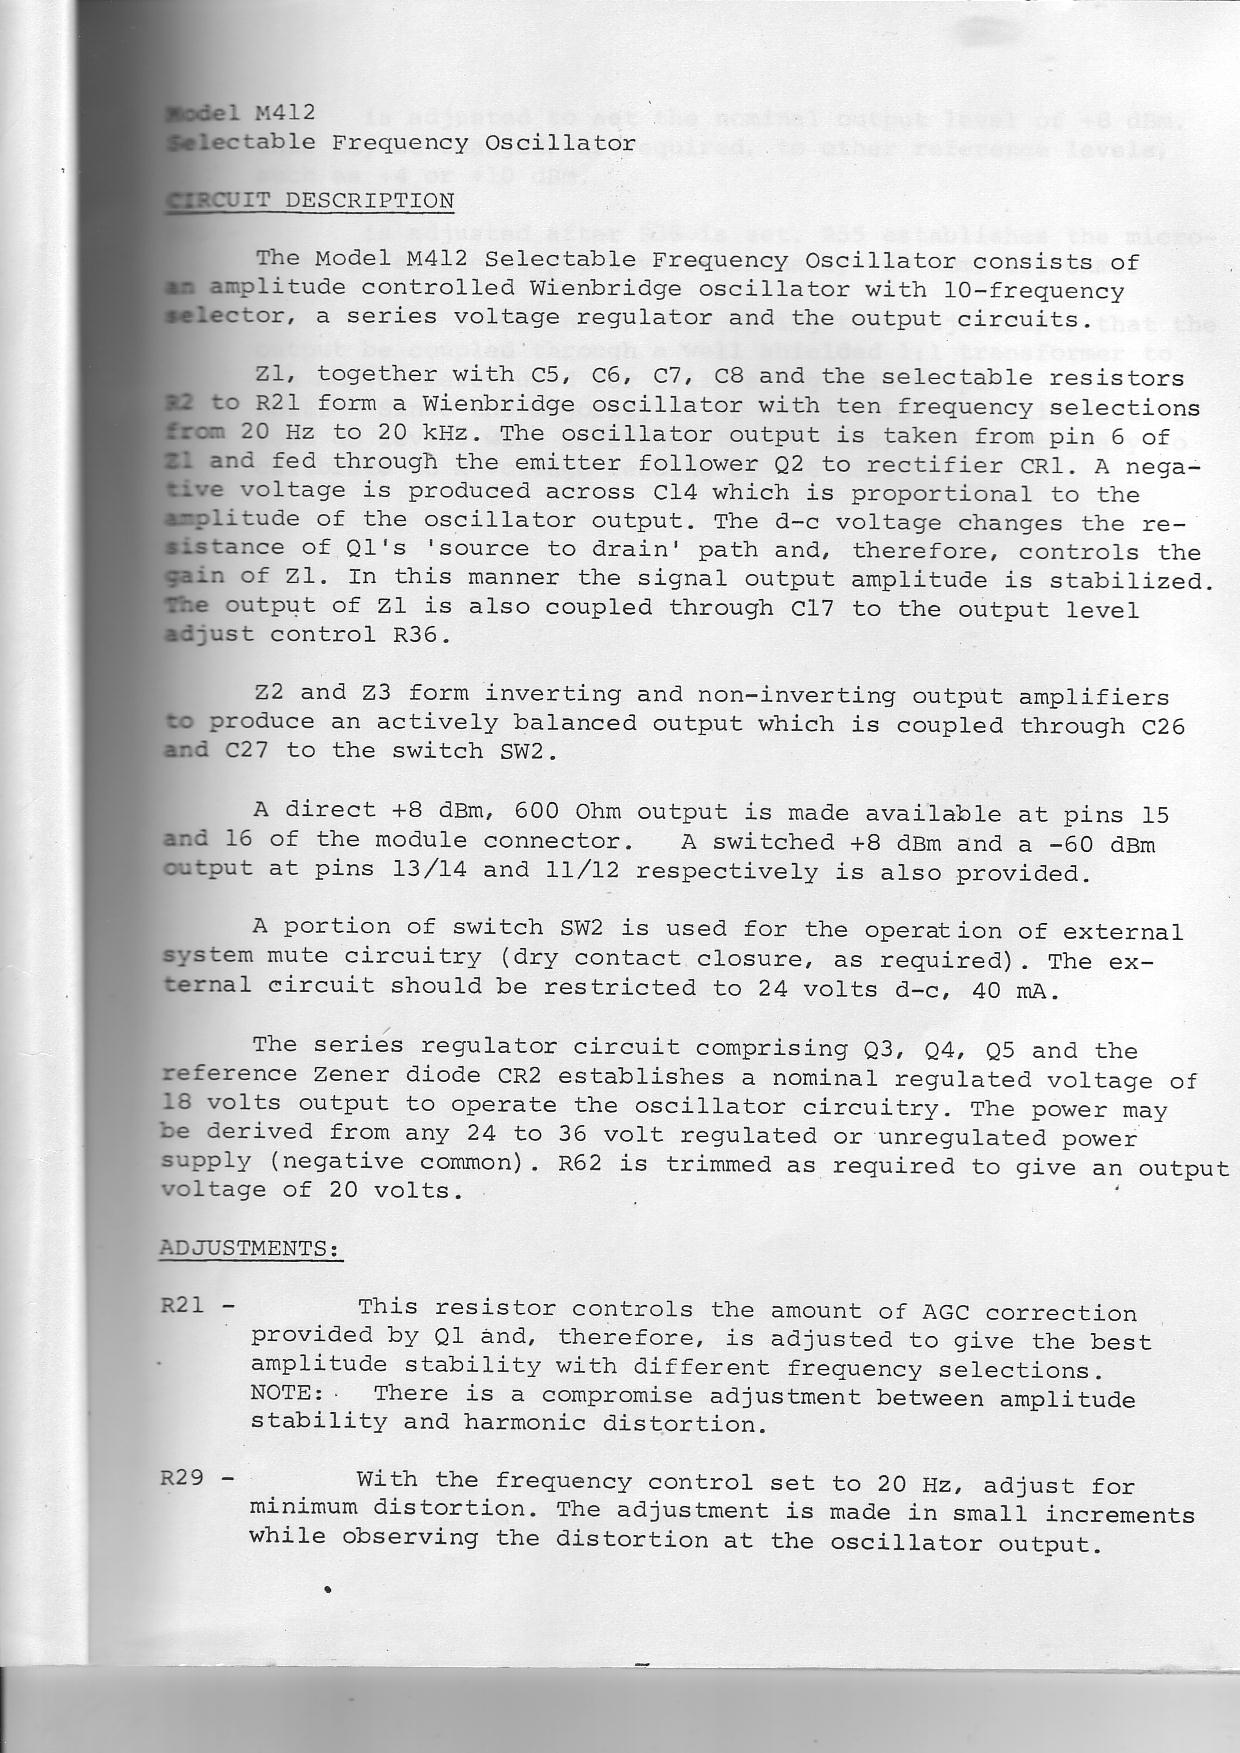 Model M412
Selectable Frequency Oscillator
CIRCUIT DESCRIPTION
The Model M412 Selectable Frequency Oscillator consists of
an amplitude controlled Wienbridge oscillator with 10-frequency
selector, a series voltage regulator and the output circuits.
Z1, together with C5, C6, C7, C8 and the selectable resistors
R2 to R21 form a Wienbridge oscillator with ten frequency selections
from 20 Hz to 20 kHz. The oscillator output is taken from pin 6 of
Z1 and fed through the emitter follower Q2 to rectifier CR1. A nega-
tive voltage is produced across C14 which is proportional to the
amplitude of the oscillator output. The d-c voltage changes the re-
sistance of Q1's 'source to drain' path and, therefore, controls the
gain of Z1. In this manner the signal output amplitude is stabilized.
The output of Z1 is also coupled through C17 to the output level
adjust control R36.
Z2 and Z3 form inverting and non-inverting output amplifiers
to produce an actively balanced output which is coupled through C26
and C27 to the switch SW2.
A direct +8 dBm, 600 Ohm output is made available at pins 15
and 16 of the module connector. A switched +8 dBm and a -60 dBm
output at pins 13/14 and 11/12 respectively is also provided.
A portion of switch SW2 is used for the operation of external
system mute circuitry (dry contact closure, as required). The ex-
ternal circuit should be restricted to 24 volts d-c, 40 mA.
The series regulator circuit comprising Q3, Q4, Q5 and the
reference Zener diode CR2 establishes a nominal regulated voltage of
18 volts output to operate the oscillator circuitry. The power may
be derived from any 24 to 36 volt regulated or unregulated power
supply (negative common). R62 is trimmed as required to give an output
voltage of 20 volts.
ADJUSTMENTS:
R21 - This resistor controls the amount of AGC correction
provided by Q1 and, therefore, is adjusted to give the best
amplitude stability with different frequency selections.
NOTE: There is a compromise adjustment between amplitude
stability and harmonic distortion.
R29 - With the frequency control set to 20 Hz, adjust for
minimum distortion. The adjustment is made in small increments
while observing the distortion at the oscillator output.